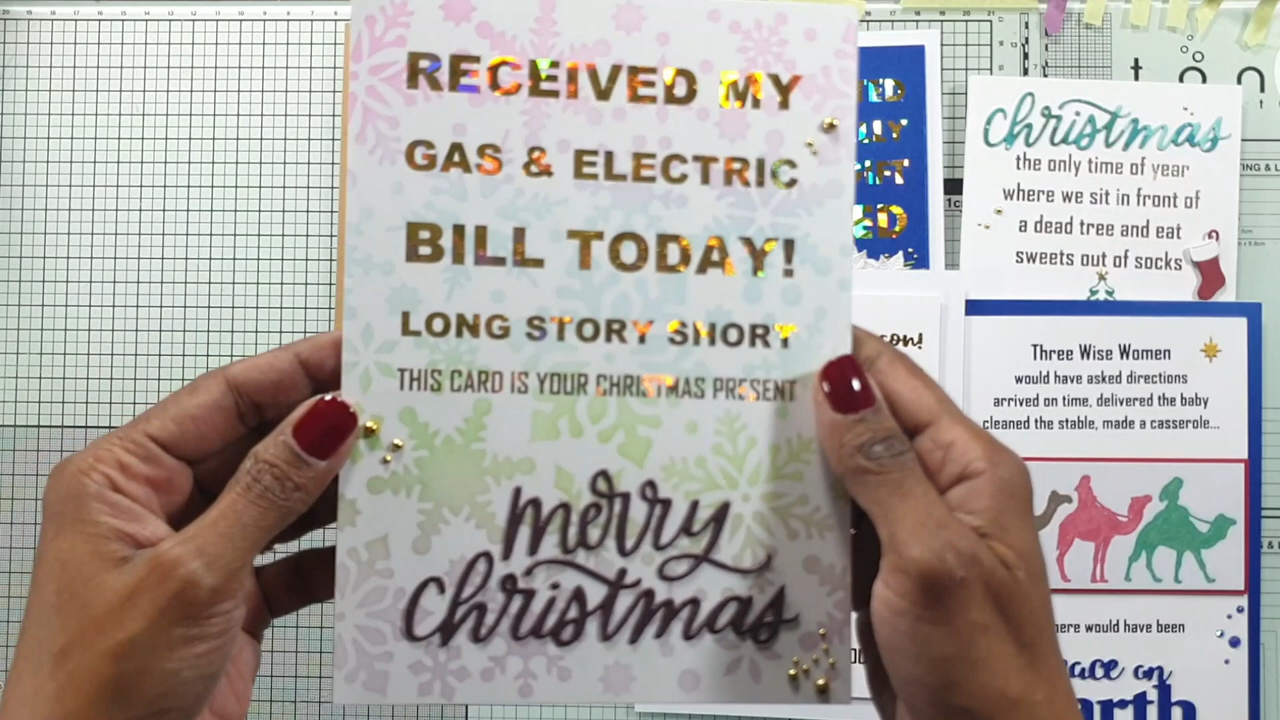 RECEIVED MY
GAS & ELECTRIC
BILL TODAY!
LONG STORY SHORT
THIS CARD IS YOUR CHRISTMAS PRESENT
merry
christmas
christmas
the only time of year
where we sit in front of
a dead tree and eat
sweets out of socks
Three Wise Women
would have asked directions
arrived on time, delivered the baby
cleaned the stable, made a casserole...
would have been
on